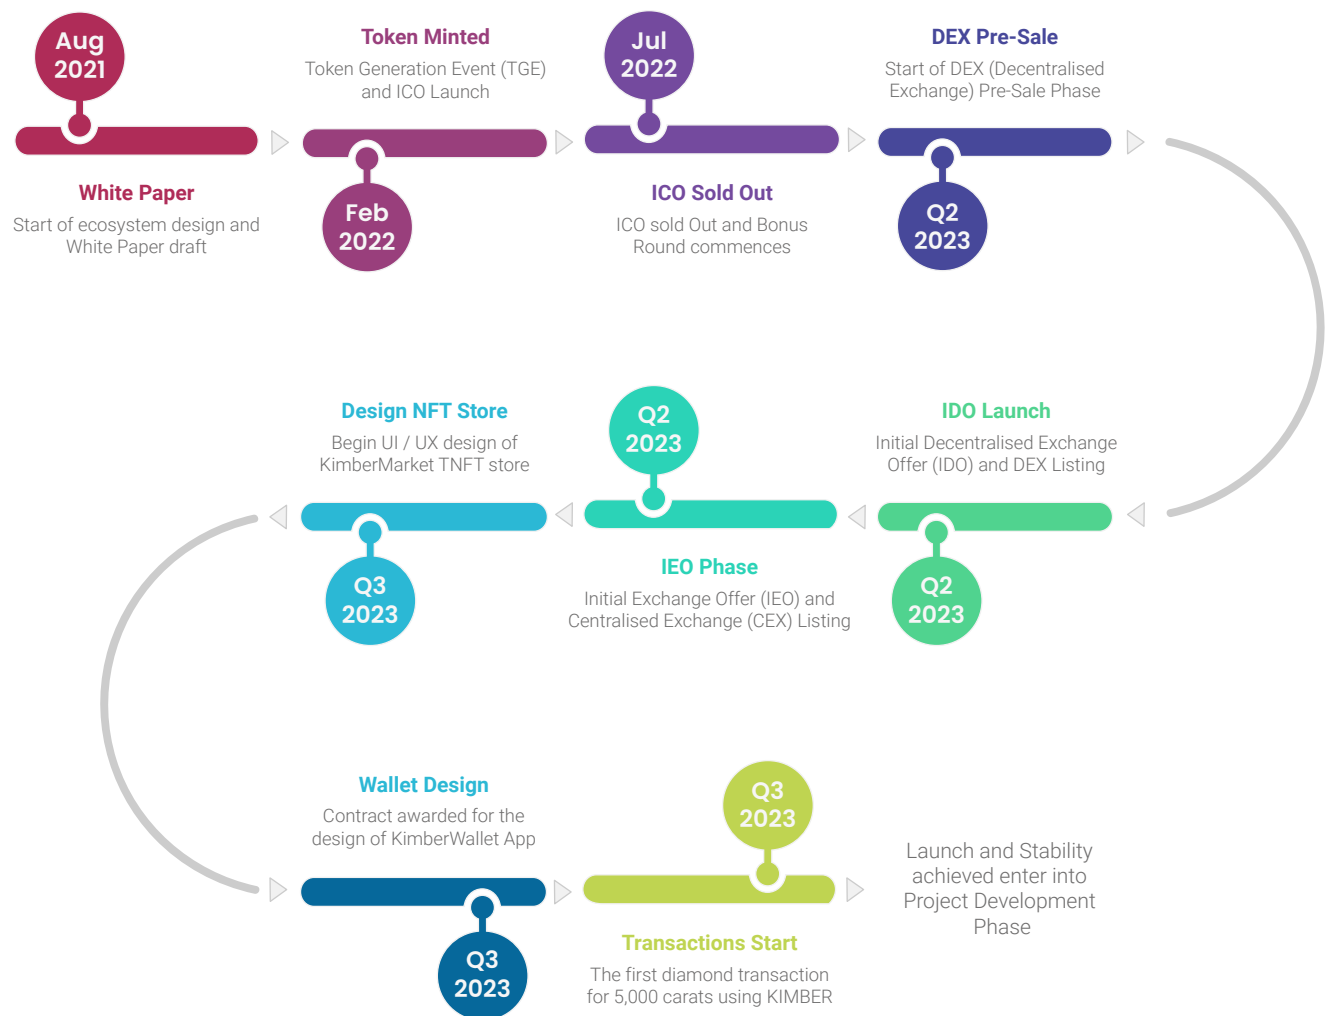 Aug
2021
White Paper
Start of ecosystem design and
White Paper draft
Token Minted
Token Generation Event (TGE)
and ICO Launch
Feb
2022
Jul
2022
ICO Sold Out
ICO sold Out and Bonus
Round commences
DEX Pre-Sale
Start of DEX (Decentralised
Exchange) Pre-Sale Phase
Q2
2023
IDO Launch
Initial Decentralised Exchange
Offer (IDO) and DEX Listing
Q2
2023
Q2
2023
IEO Phase
Initial Exchange Offer (IEO) and
Centralised Exchange (CEX) Listing
Design NFT Store
Begin UI / UX design of
KimberMarket TNFT store
Q3
2023
Wallet Design
Contract awarded for the
design of KimberWallet App
Q3
2023
Q3
2023
Transactions Start
The first diamond transaction
for 5,000 carats using KIMBER
Launch and Stability
achieved enter into
Project Development
Phase